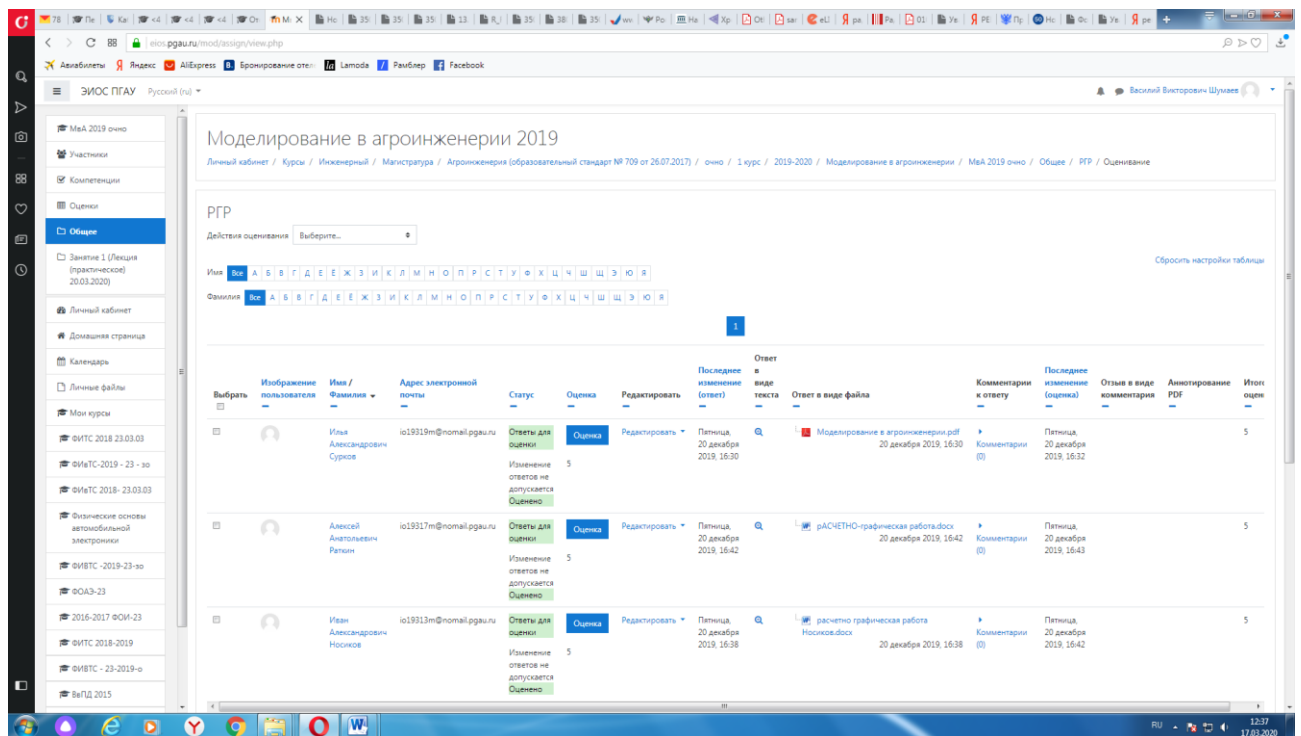 eios.pgau.ru/mod/assign/view.php
Авиабилеты Яндекс AliExpress Бронирование отел Lamoda Рамблер Facebook
ЭИОС ПГАУ Русский (ru)
Василий Викторович Шумаев
МвА 2019 очно
Участники
Компетенции
Оценки
Общее
Занятие 1 (Лекция
(практическое)
20.03.2020)
Личный кабинет
Домашняя страница
Календарь
Личные файлы
Мои курсы
ФИТС 2018 23.03.03
ФИвТС-2019 - 23 - зо
ФИвТС 2018- 23.03.03
Физические основы
автомобильной
электроники
ФИВТС -2019-23-зо
ФОАЭ-23
2016-2017 ФОИ-23
ФИТС 2018-2019
ФИВТС - 23-2019-о
ВвПД 2015
Моделирование в агроинженерии 2019
Личный кабинет / Курсы / Инженерный / Магистратура / Агроинженерия (образовательный стандарт № 709 от 26.07.2017) / очно / 1 курс / 2019-2020 / Моделирование в агроинженерии / МвА 2019 очно / Общее / РГР / Оценивание
РГР
Действия оценивания Выберите...
Сбросить настройки таблицы
Имя Все А Б В Г Д Е Ё Ж З И К Л М Н О П Р С Т У Ф Х Ц Ч Ш Щ Э Ю Я
Фамилия Все А Б В Г Д Е Ё Ж З И К Л М Н О П Р С Т У Ф Х Ц Ч Ш Щ Э Ю Я
1
Выбрать
Изображение
пользователя
Имя /
Фамилия
Адрес электронной
почты
Статус
Оценка
Редактировать
Последнее
изменение
(ответ)
Ответ
в
виде
текста
Ответ в виде файла
Комментарии
к ответу
Последнее
изменение
(оценка)
Отзыв в виде
комментария
Аннотирование
PDF
Итого
оцен
Илья
Александрович
Сурков
io19319m@nomail.pgau.ru
Ответы для
оценки
Изменение
ответов не
допускается
Оценено
Оценка
5
Редактировать
Пятница,
20 декабря
2019, 16:30
Моделирование в агроинженерии.pdf
20 декабря 2019, 16:30
Комментарии
(0)
Пятница,
20 декабря
2019, 16:32
5
Алексей
Анатольевич
Раткин
io19317m@nomail.pgau.ru
Ответы для
оценки
Изменение
ответов не
допускается
Оценено
Оценка
5
Редактировать
Пятница,
20 декабря
2019, 16:42
рАСЧЕТНО-графическая работа.docx
20 декабря 2019, 16:42
Комментарии
(0)
Пятница,
20 декабря
2019, 16:43
5
Иван
Александрович
Носиков
io19313m@nomail.pgau.ru
Ответы для
оценки
Изменение
ответов не
допускается
Оценено
Оценка
5
Редактировать
Пятница,
20 декабря
2019, 16:38
расчетно графическая работа
Носиков.docx
20 декабря 2019, 16:38
Комментарии
(0)
Пятница,
20 декабря
2019, 16:42
5
RU
12:37
17.03.2020